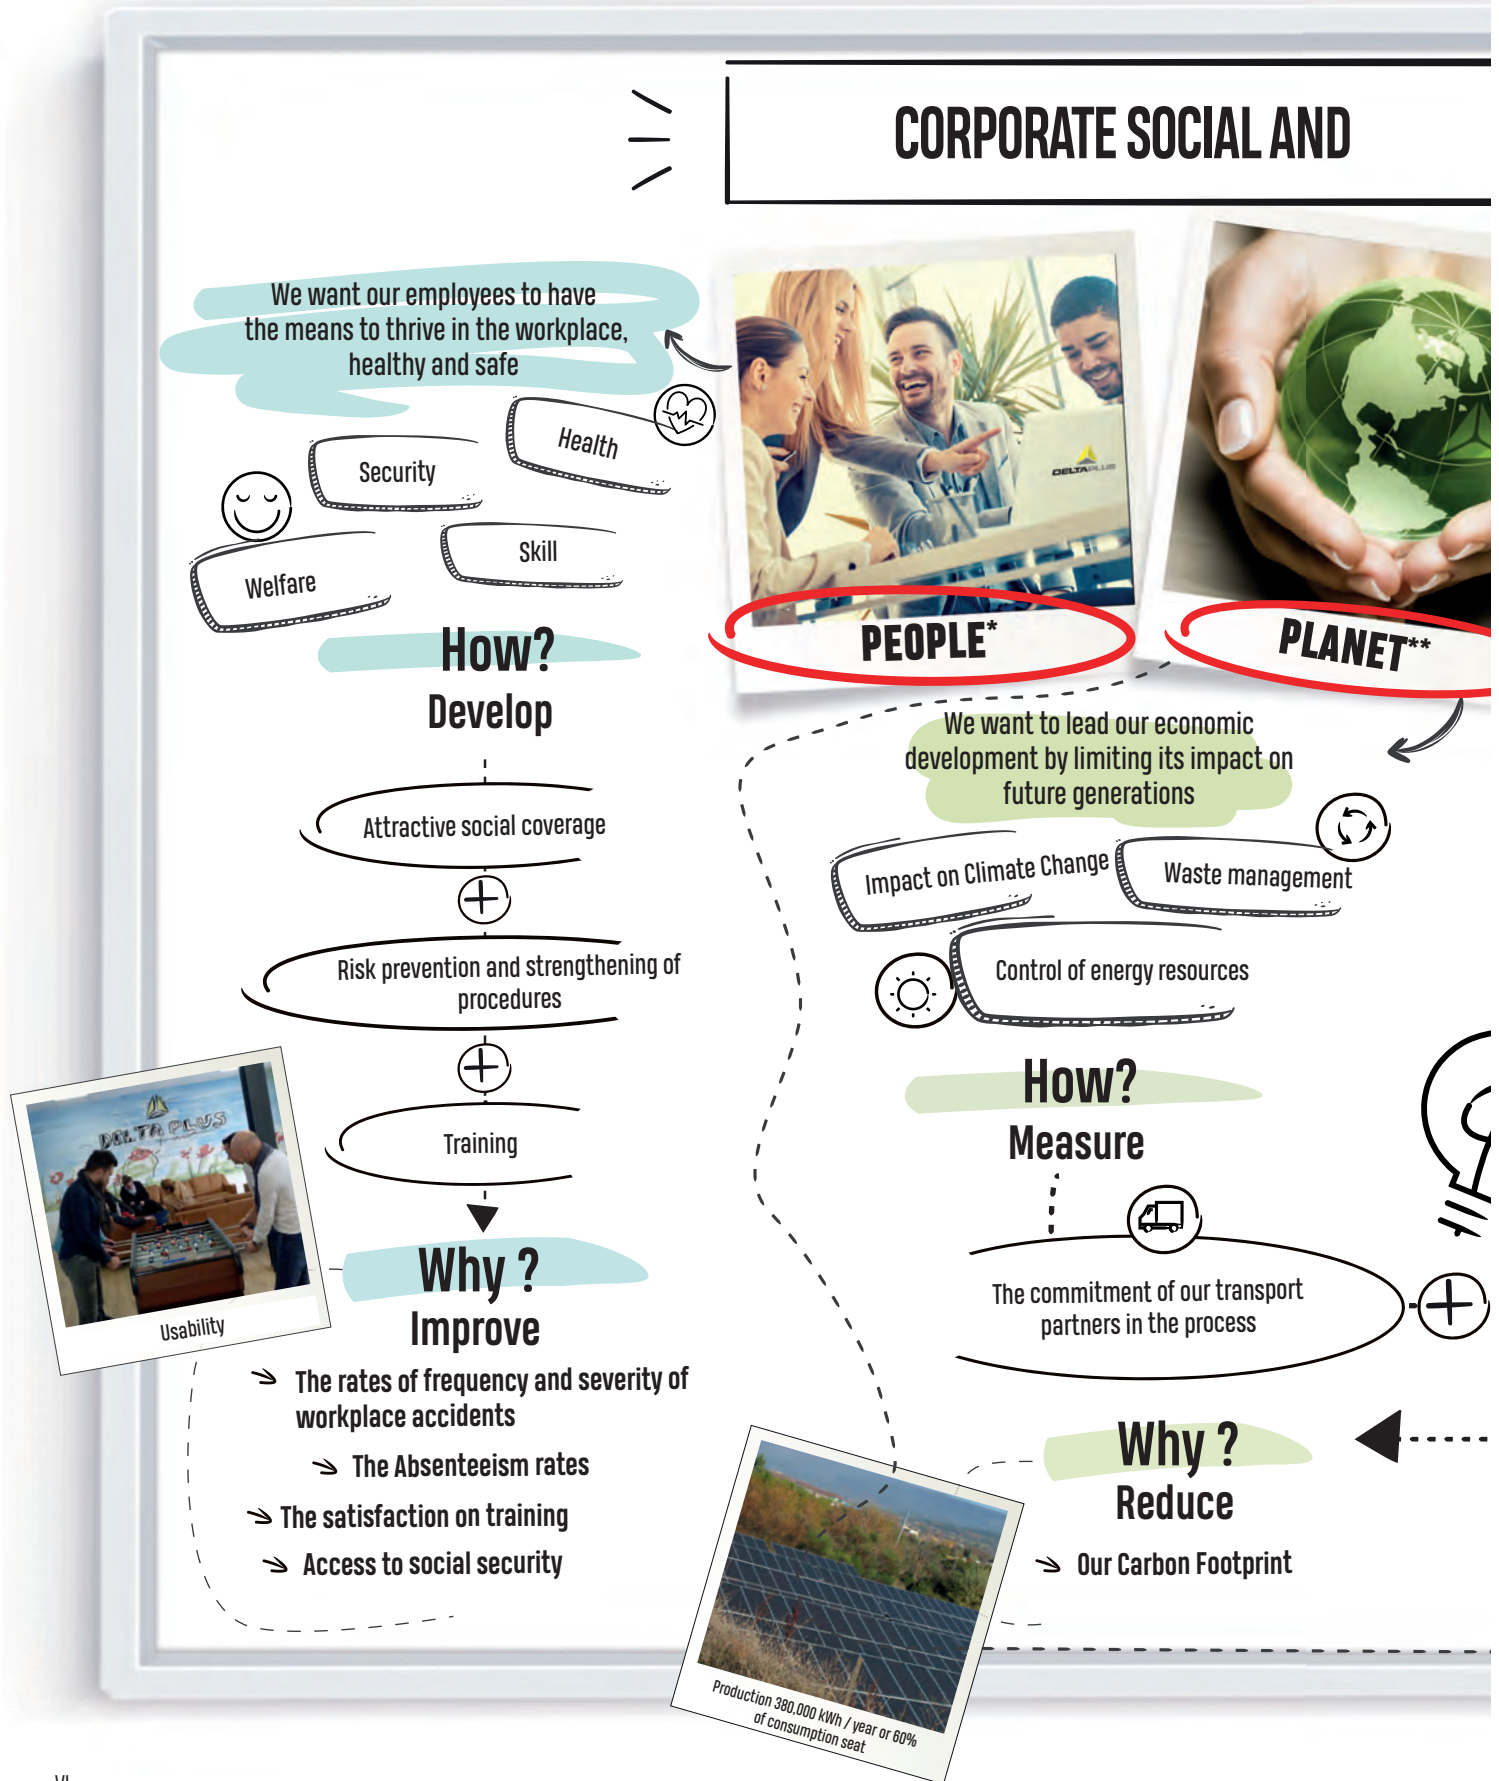 CORPORATE SOCIAL AND
We want our employees to have
the means to thrive in the workplace,
healthy and safe
Health
Security
Skill
Welfare
How?
Develop
Attractive social coverage
Risk prevention and strengthening of
procedures
Training
Why ?
Improve
The rates of frequency and severity of
workplace accidents
The Absenteeism rates
The satisfaction on training
Access to social security
DELTA PLUS
Usability
DELTAPLUS
PEOPLE*
PLANET**
We want to lead our economic
development by limiting its impact on
future generations
Impact on Climate Change
Waste management
Control of energy resources
How?
Measure
The commitment of our transport
partners in the process
Why ?
Reduce
Our Carbon Footprint
Production 380,000 kWh / year or 60%
of consumption seat